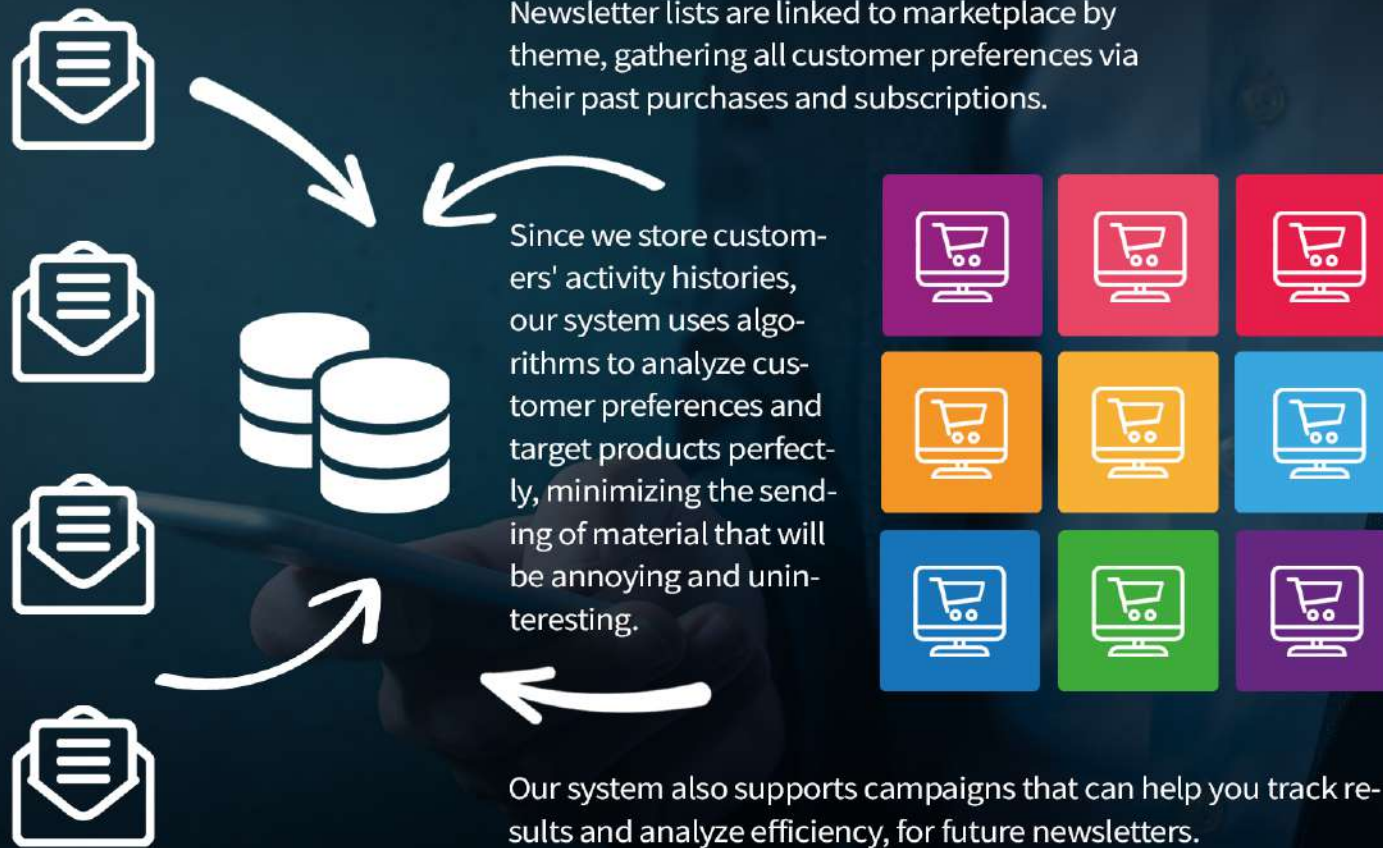 Newsletter lists are linked to marketplace by
theme, gathering all customer preferences via
their past purchases and subscriptions.
Since we store custom-
ers' activity histories,
our system uses algo-
rithms to analyze cus-
tomer preferences and
target products perfect-
ly, minimizing the send-
ing of material that will
be annoying and unin-
teresting.
Our system also supports campaigns that can help you track re-
sults and analyze efficiency, for future newsletters.